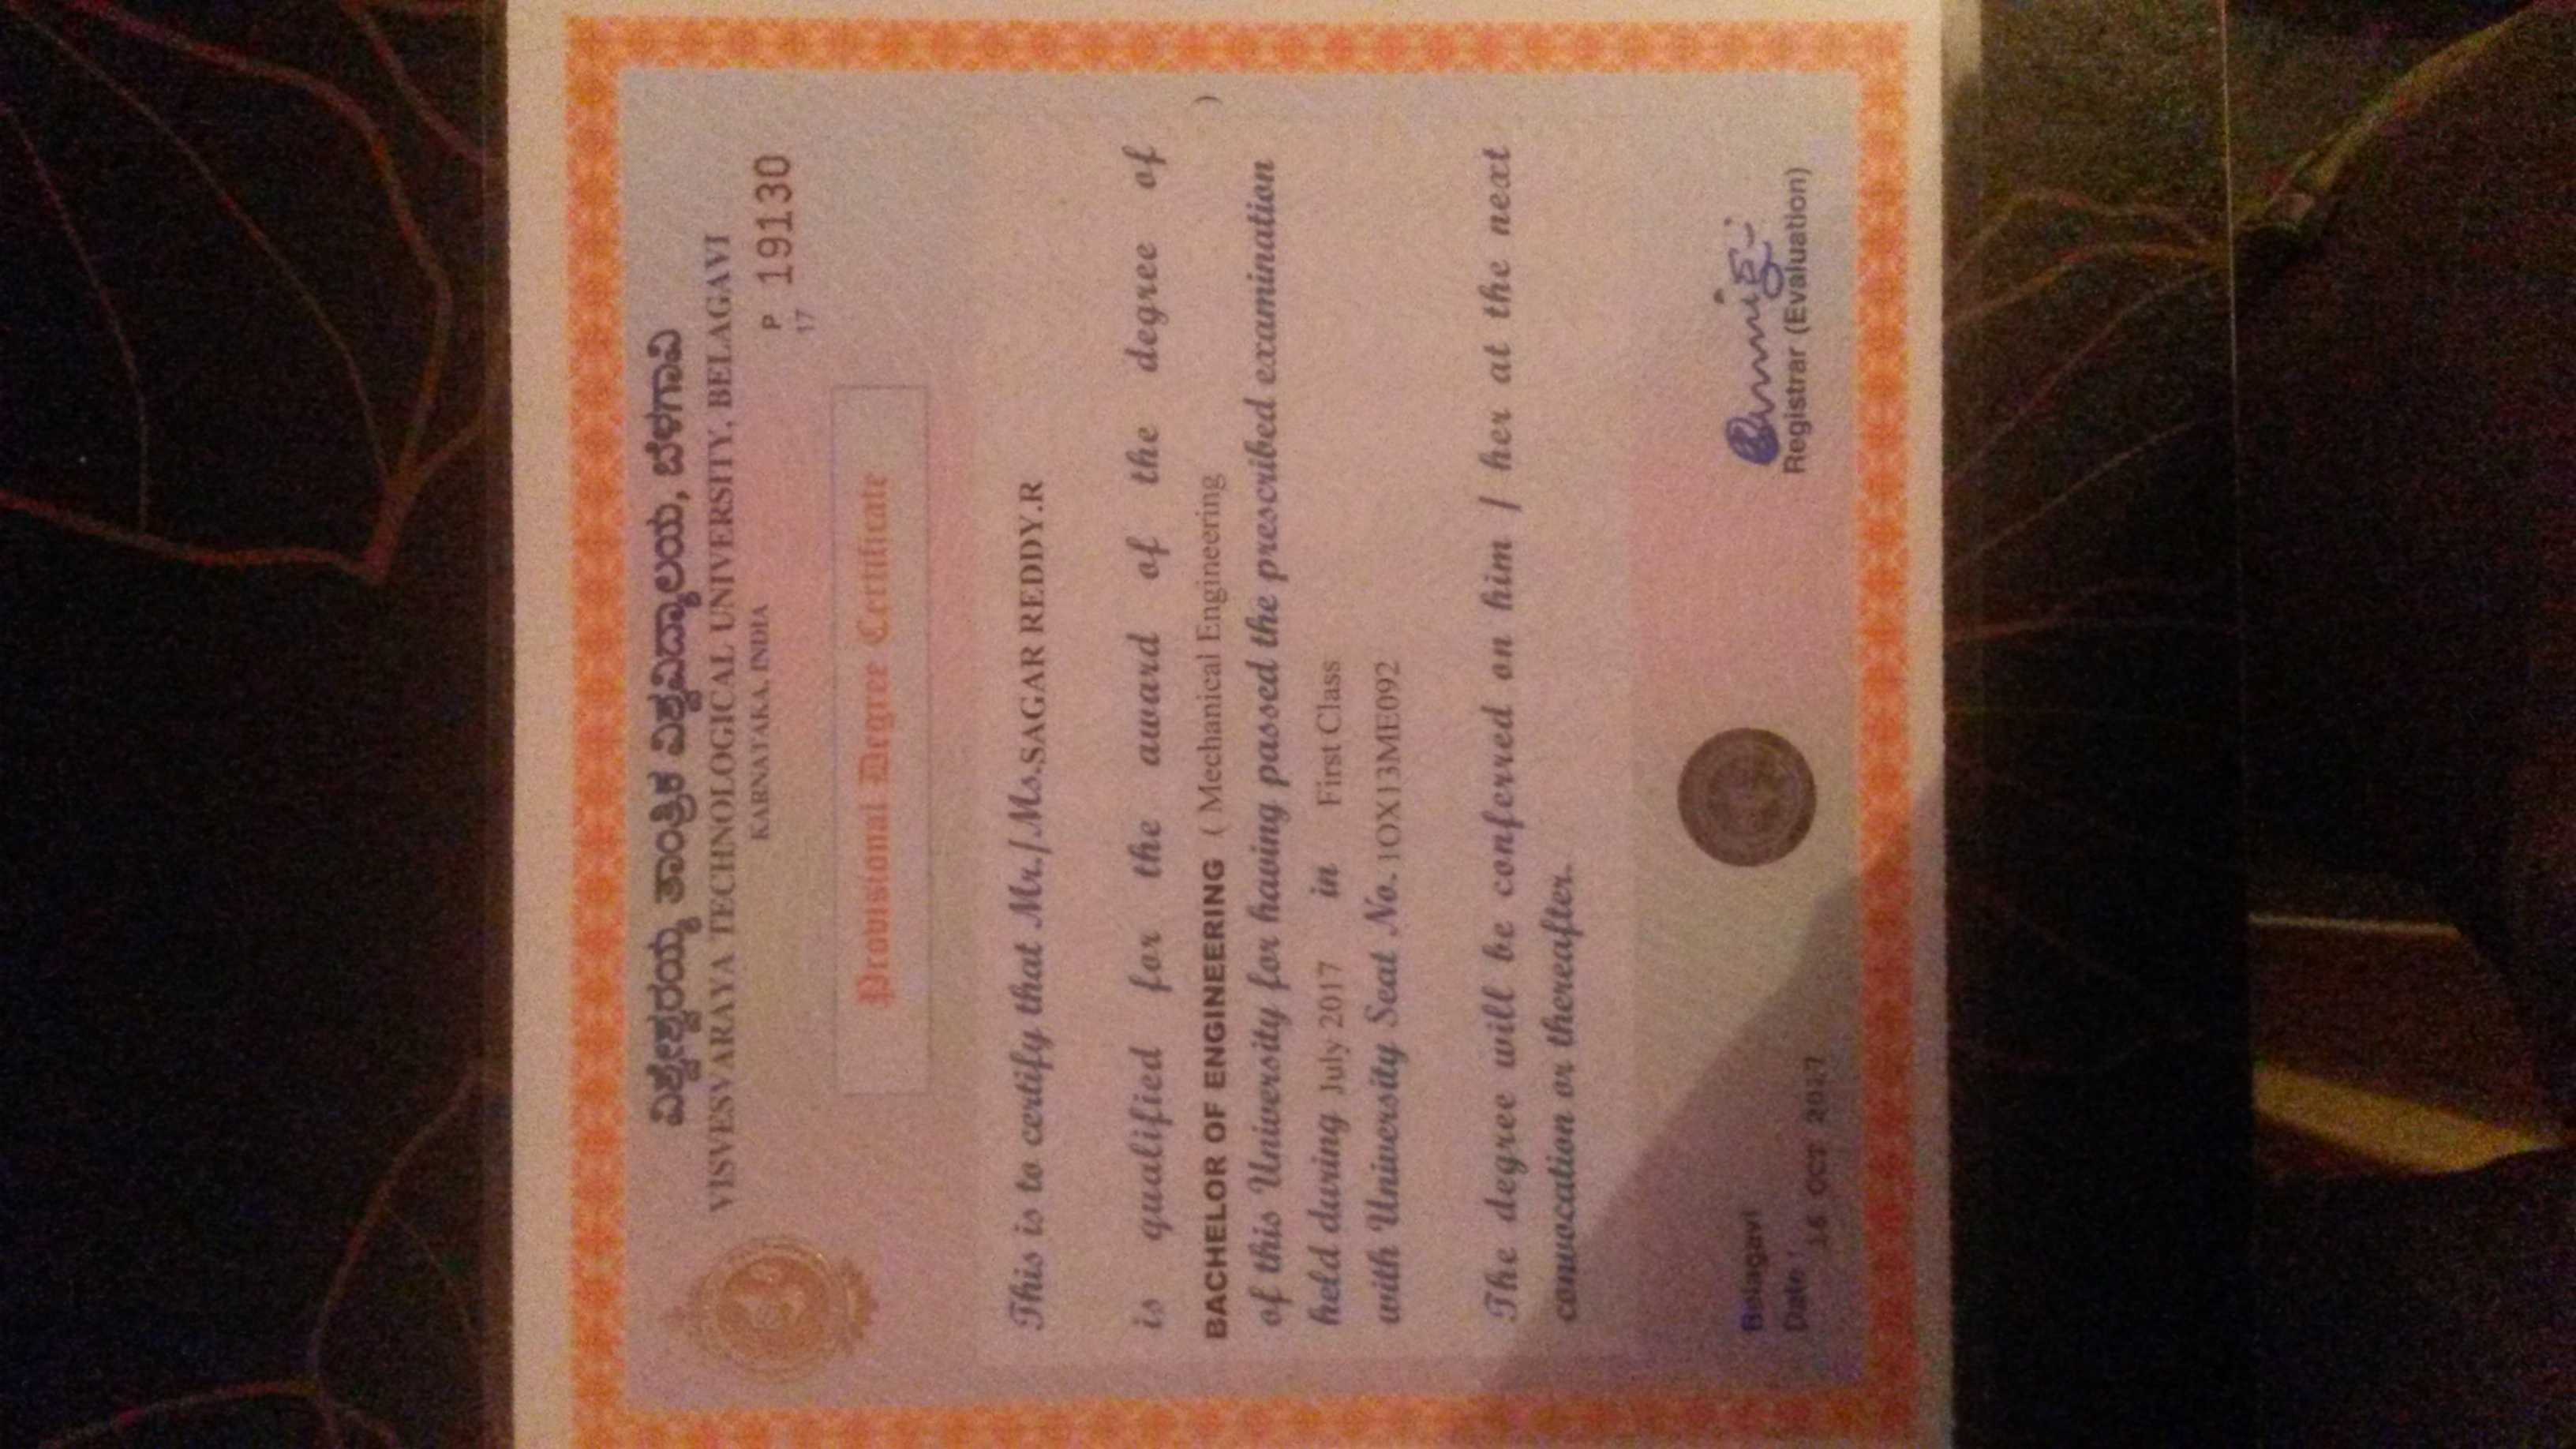 ವಿಶ್ವೇಶ್ವರಯ್ಯ ತಾಂತ್ರಿಕ ವಿಶ್ವವಿದ್ಯಾಲಯ, ಬೆಳಗಾವಿ
VISVESVARAYA TECHNOLOGICAL UNIVERSITY, BELAGAVI
KARNAYAKA, INDIA
P 19130
17
Provisional Degree Certificate
This is to certify that Mr./Ms.SAGAR REDDY.R
is qualified for the award of the degree of
BACHELOR OF ENGINEERING ( Mechanical Engineering )
of this University for having passed the prescribed examination
held during July 2017 in First Class
with University Seat No. 1OX13ME092
The degree will be conferred on him / her at the next
convocation or thereafter.
Belagavi
Date :
16 OCT 2017
Registrar (Evaluation)